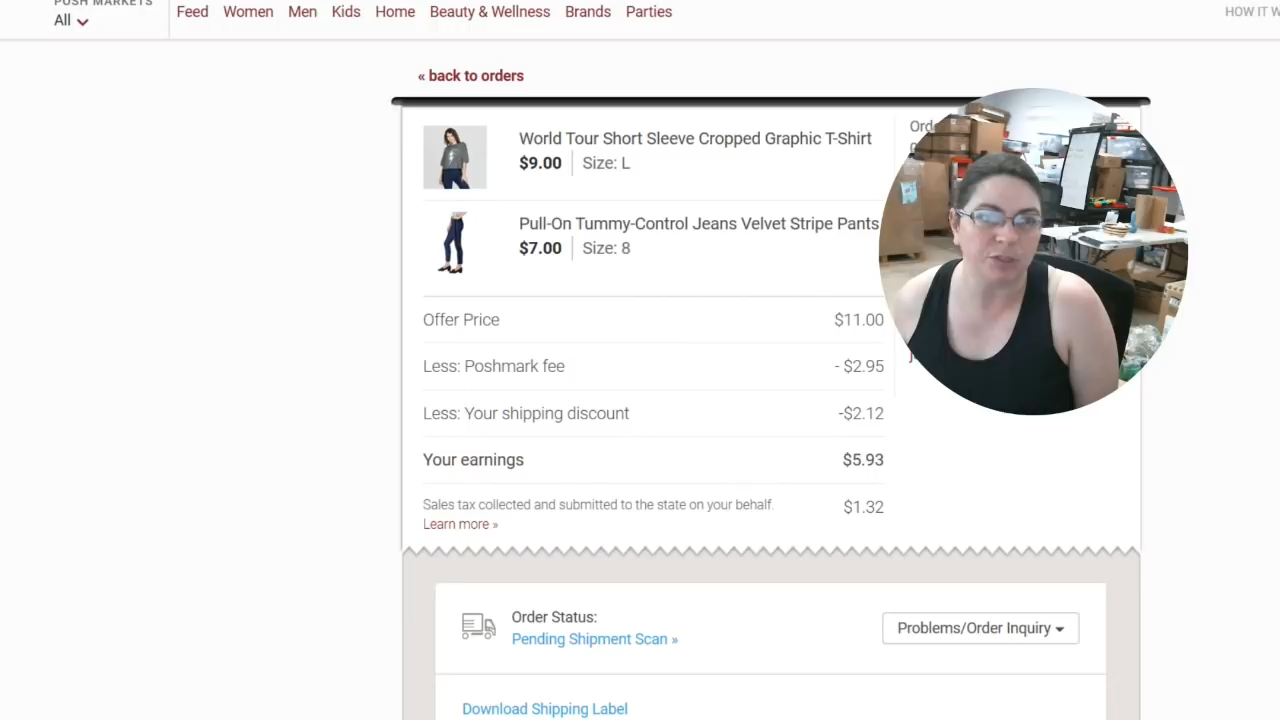 POSH MARKETS
All
Feed Women Men Kids Home Beauty & Wellness Brands Parties
HOW IT W
« back to orders
World Tour Short Sleeve Cropped Graphic T-Shirt
$9.00 Size: L
Ord
Pull-On Tummy-Control Jeans Velvet Stripe Pants
$7.00 Size: 8
Offer Price $11.00
Less: Poshmark fee - $2.95
Less: Your shipping discount -$2.12
Your earnings $5.93
Sales tax collected and submitted to the state on your behalf. $1.32
Learn more »
Order Status:
Pending Shipment Scan »
Problems/Order Inquiry
Download Shipping Label